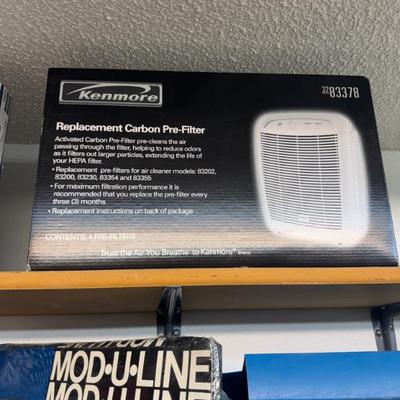 Kenmore
32 83378
Replacement Carbon Pre-Filter
Activated Carbon Pre-Filter pre-cleans the air
passing through the filter, helping to reduce odors
as it filters out larger particles, extending the life of
your HEPA filter.
• Replacement pre-filters for air cleaner models: 83202,
83200, 83230, 83354 and 83355
• For maximum filtration performance it is
recommended that you replace the pre-filter every
three (3) months
• Replacement instructions on back of package
CONTENTS: 4 PRE-FILTERS
Trust the Air You Breathe to Kenmore® Brand
MOD•U•LINE
MOD•U•LINE